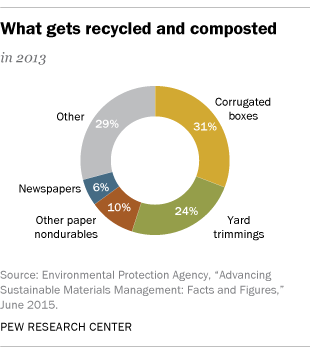 What gets recycled and composted
in 2013
Other
29%
Corrugated
boxes
31%
Newspapers
6%
Other paper
nondurables
10%
24%
Yard
trimmings
Source: Environmental Protection Agency, “Advancing
Sustainable Materials Management: Facts and Figures,”
June 2015.
PEW RESEARCH CENTER